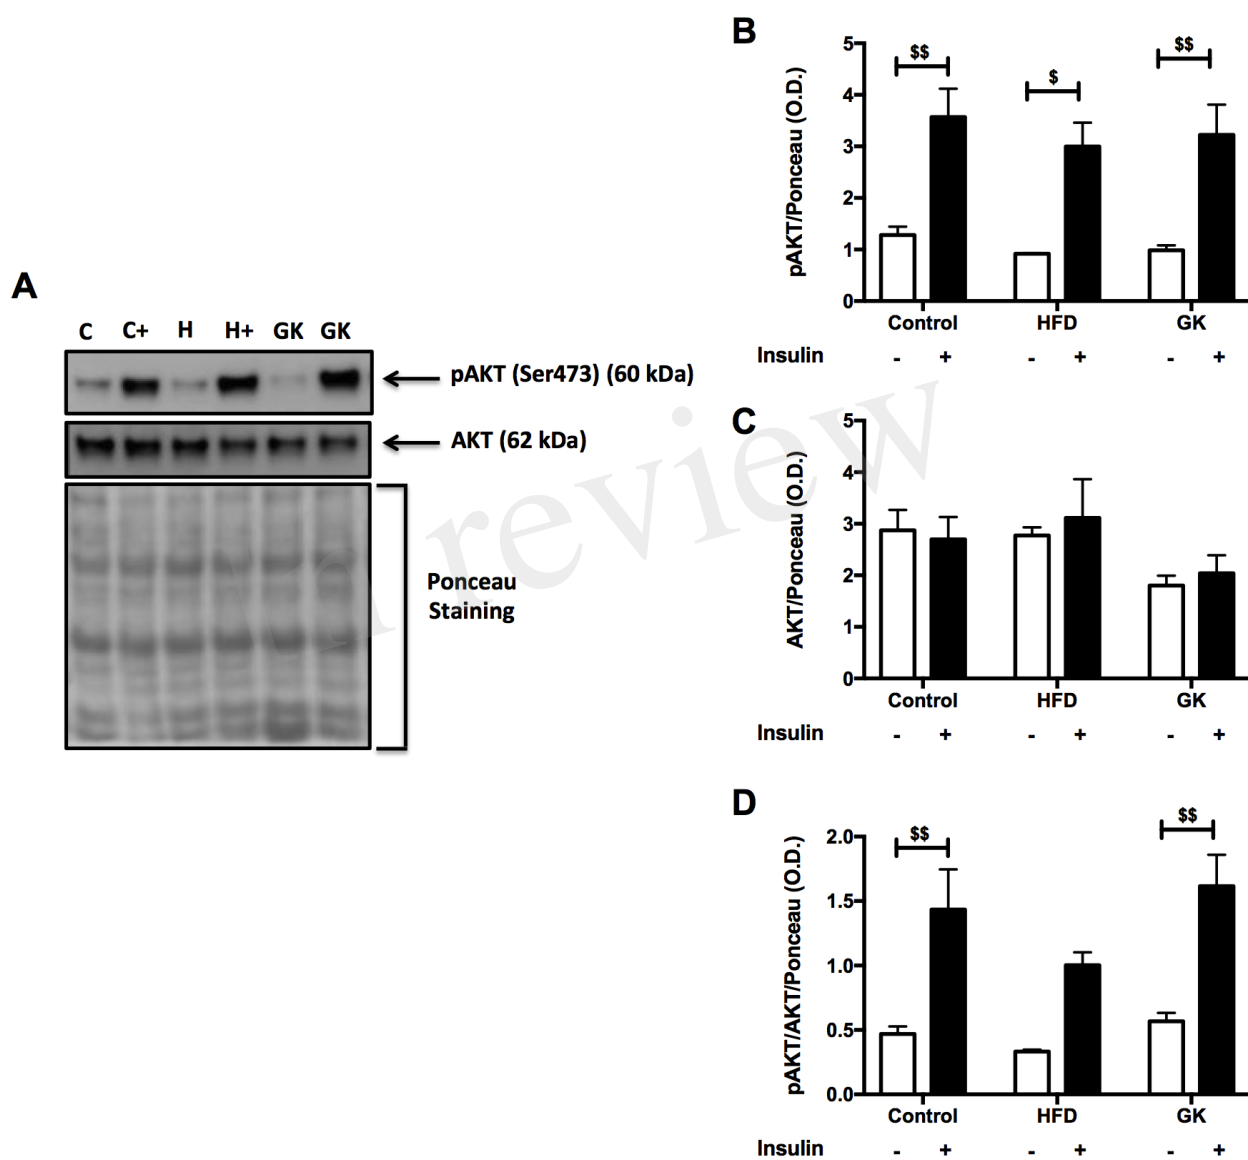 A
C C+ H H+ GK GK
pAKT (Ser473) (60 kDa)
AKT (62 kDa)
Ponceau
Staining
B
pAKT/Ponceau (O.D.)
5
4
3
2
1
0
$$ $ $$
Control HFD GK
Insulin - + - + - +
C
AKT/Ponceau (O.D.)
5
4
3
2
1
0
Control HFD GK
Insulin - + - + - +
D
pAKT/AKT/Ponceau (O.D.)
2.0
1.5
1.0
0.5
0.0
$$ $$
Control HFD GK
Insulin - + - + - +
review